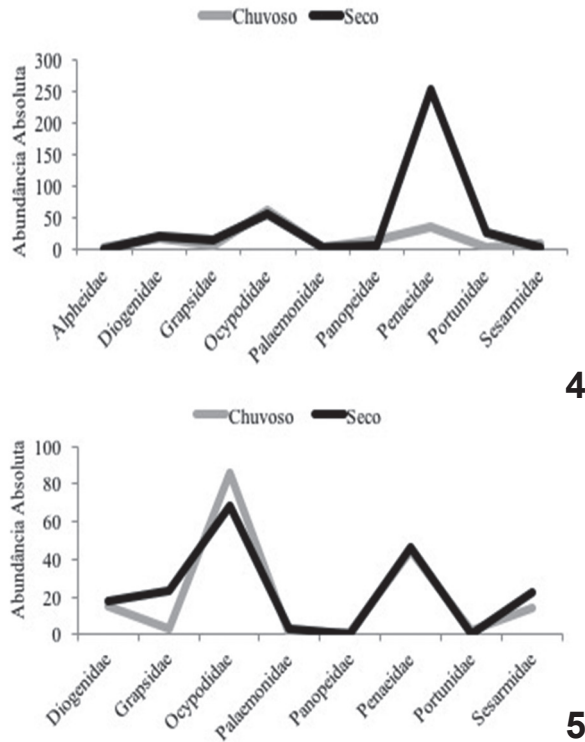 Chuvoso Seco
Abundância Absoluta
300
250
200
150
100
50
0
Alpheidae
Diogenidae
Grapsidae
Ocypodidae
Palaemonidae
Panopeidae
Penaeidae
Portunidae
Sesarmidae
4
Chuvoso Seco
Abundância Absoluta
100
80
60
40
20
0
Diogenidae
Grapsidae
Ocypodidae
Palaemonidae
Panopeidae
Penaeidae
Portunidae
Sesarmidae
5